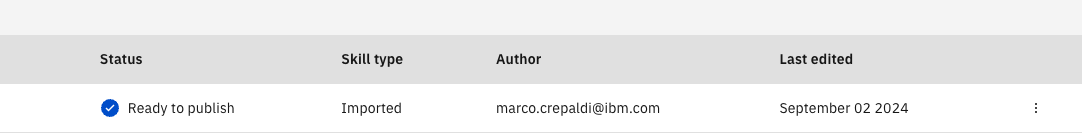 Status Skill type Author Last edited
Ready to publish Imported marco.crepaldi@ibm.com September 02 2024